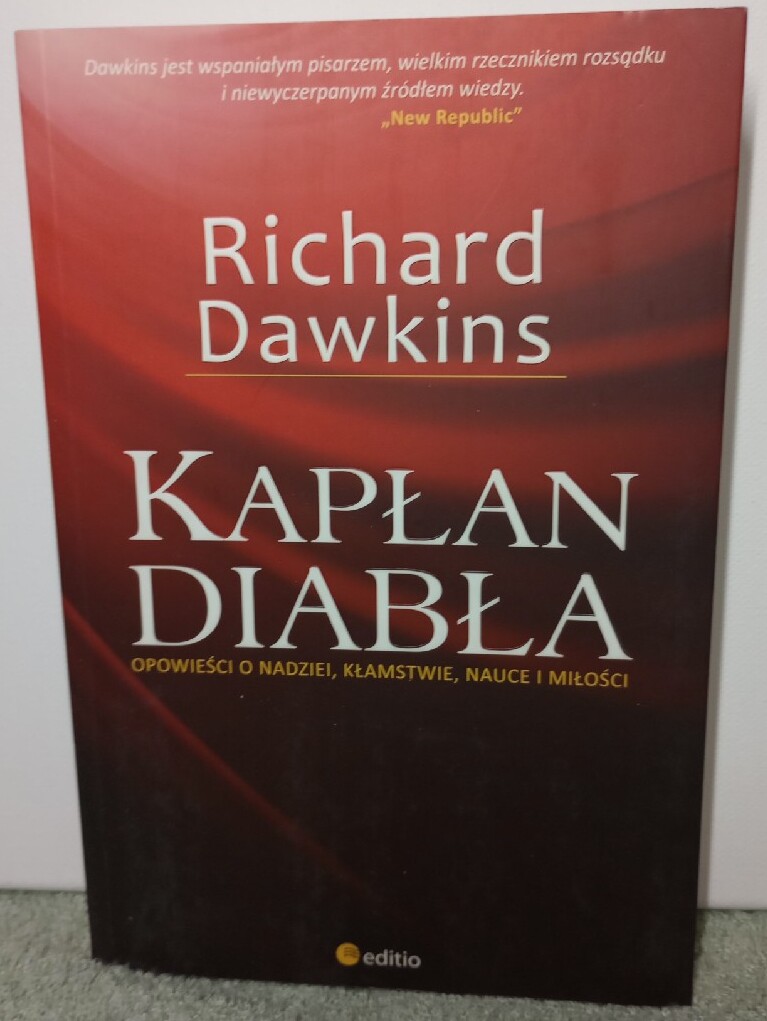 Dawkins jest wspaniałym pisarzem, wielkim rzecznikiem rozsądku
i niewyczerpanym źródłem wiedzy.
„New Republic”
Richard
Dawkins
KAPŁAN
DIABŁA
OPOWIEŚCI O NADZIEI, KŁAMSTWIE, NAUCE I MIŁOŚCI
editio